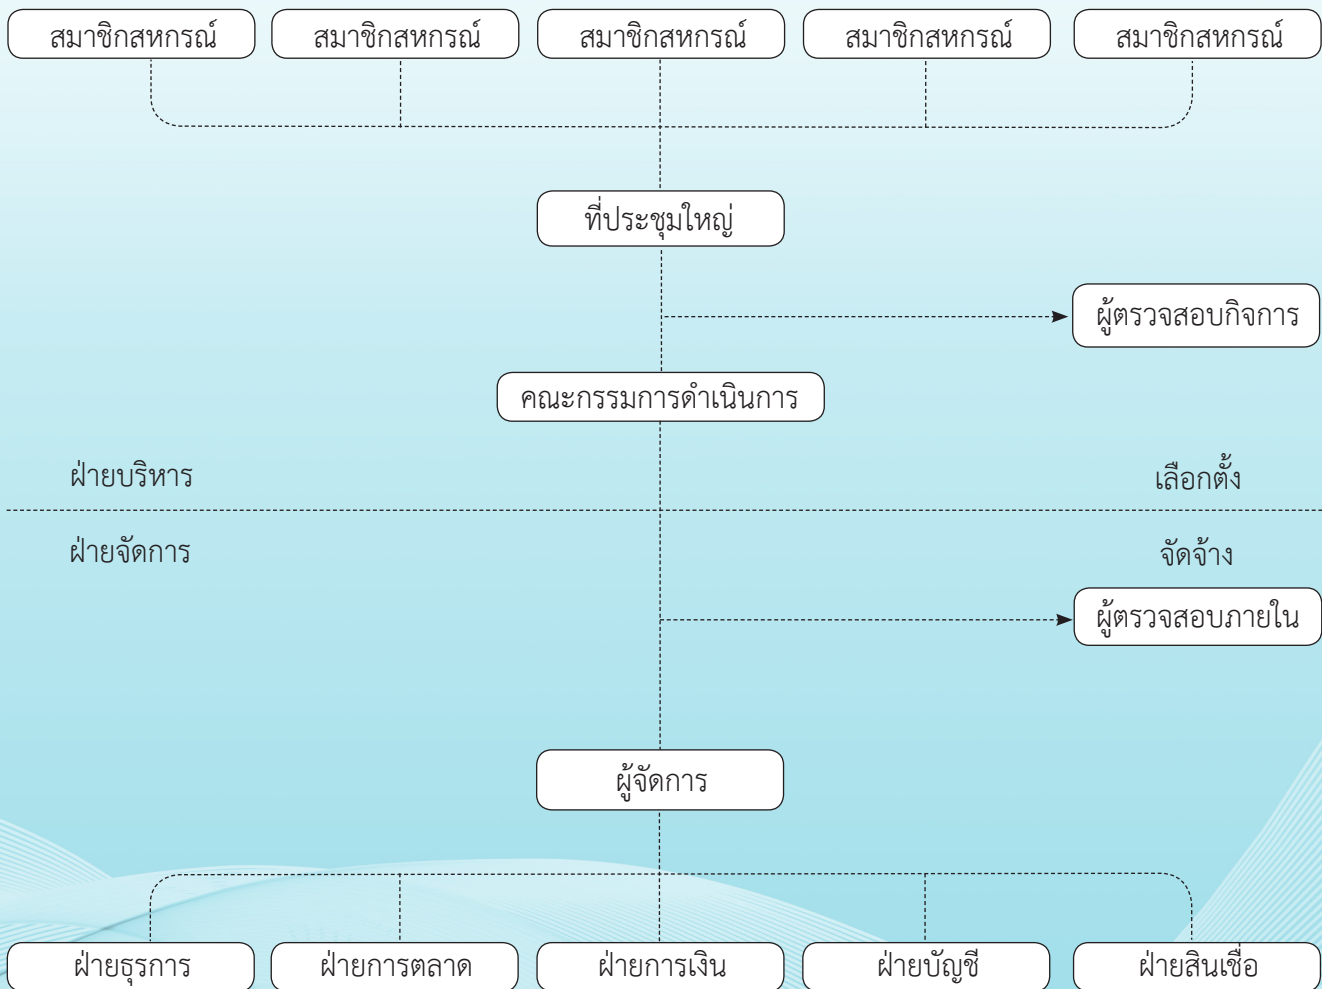 สมาชิกสหกรณ์
สมาชิกสหกรณ์
สมาชิกสหกรณ์
สมาชิกสหกรณ์
สมาชิกสหกรณ์
ที่ประชุมใหญ่
ผู้ตรวจสอบกิจการ
คณะกรรมการดำเนินการ
ฝ่ายบริหาร
เลือกตั้ง
ฝ่ายจัดการ
จัดจ้าง
ผู้ตรวจสอบภายใน
ผู้จัดการ
ฝ่ายธุรการ
ฝ่ายการตลาด
ฝ่ายการเงิน
ฝ่ายบัญชี
ฝ่ายสินเชื่อ